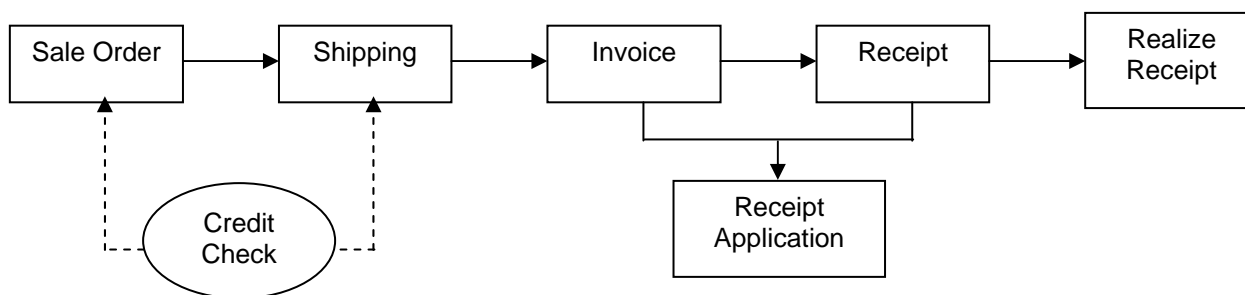 Sale Order
Shipping
Invoice
Receipt
Realize
Receipt
Credit
Check
Receipt
Application